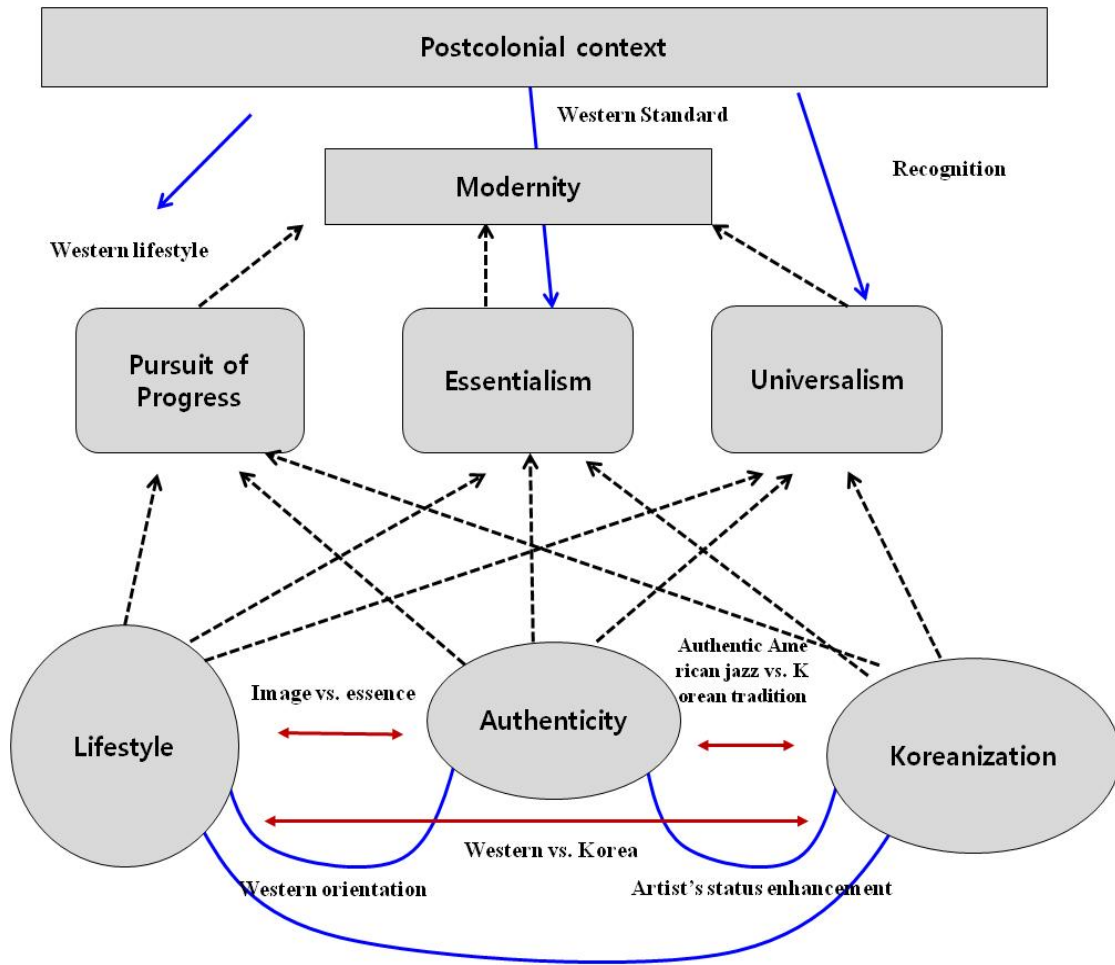 Postcolonial context
Western Standard
Recognition
Modernity
Western lifestyle
Pursuit of
Progress
Essentialism
Universalism
Authentic Ame
rican jazz vs. K
orean tradition
Image vs. essence
Lifestyle
Authenticity
Koreanization
Western vs. Korea
Western orientation
Artist's status enhancement